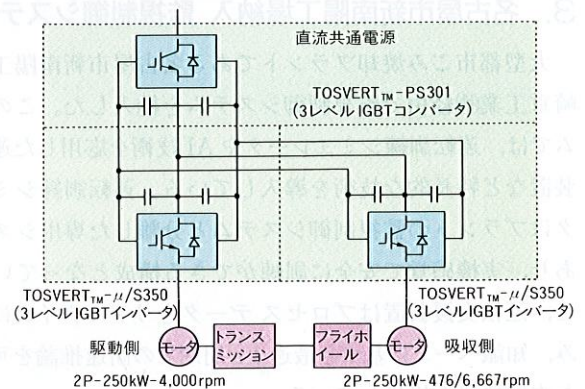 直流共通電源
TOSVERT™-PS301
(3レベルIGBTコンバータ)
TOSVERT™-μ/S350
(3レベルIGBTインバータ)
TOSVERT™-μ/S350
(3レベルIGBTインバータ)
駆動側
モータ
トランス
ミッション
フライホ
イール
モータ
吸収側
2P-250kW-4,000rpm
2P-250kW-476/6,667rpm